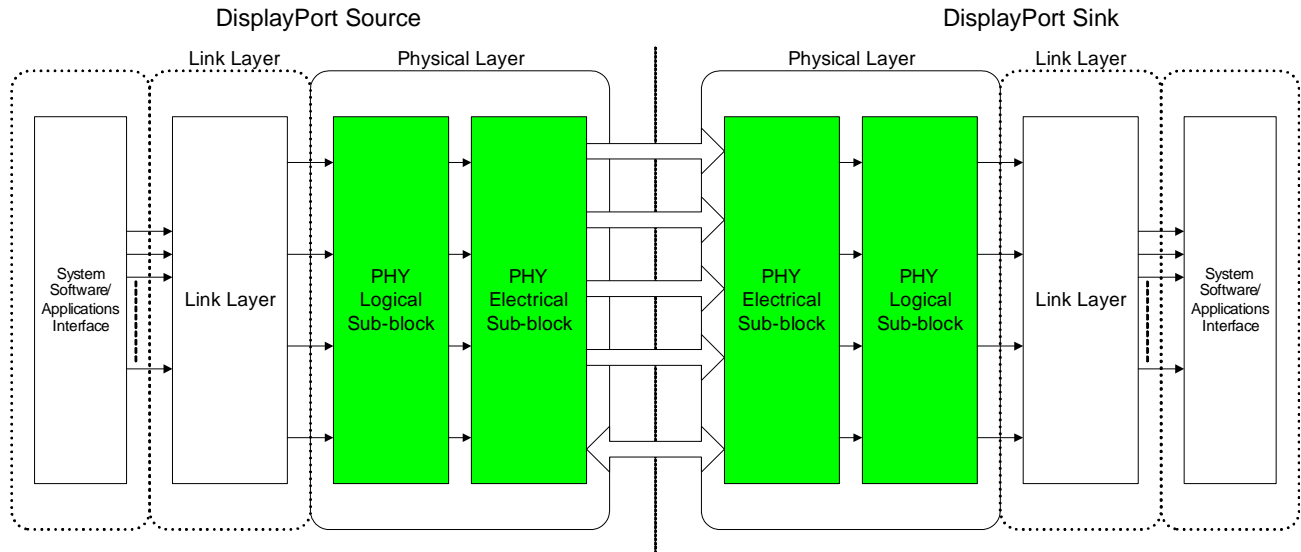 DisplayPort Source
DisplayPort Sink
Link Layer
Physical Layer
Physical Layer
Link Layer
System
Software/
Applications
Interface
Link Layer
PHY
Logical
Sub-block
PHY
Electrical
Sub-block
PHY
Electrical
Sub-block
PHY
Logical
Sub-block
Link Layer
System
Software/
Applications
Interface